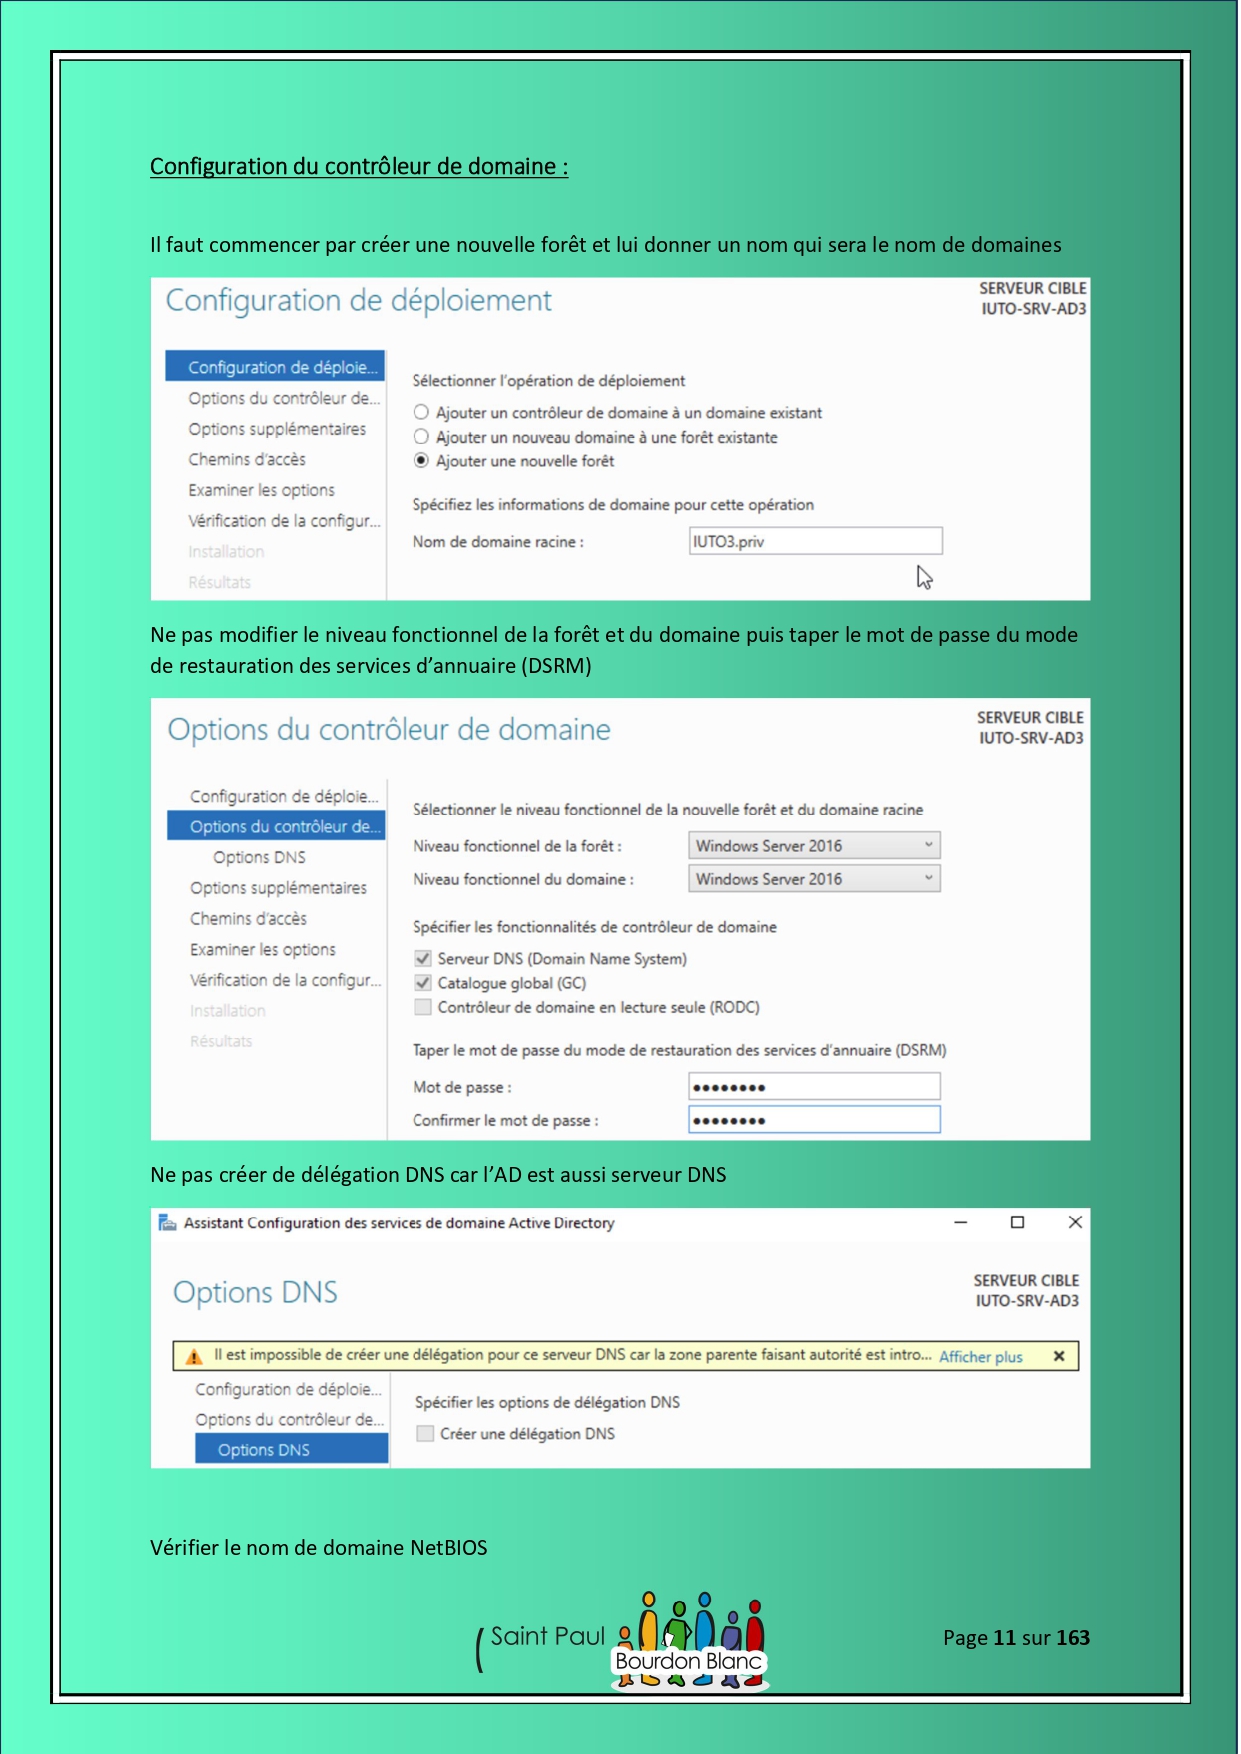 Configuration du contrôleur de domaine :
Il faut commencer par créer une nouvelle forêt et lui donner un nom qui sera le nom de domaines
Configuration de déploiement
SERVEUR CIBLE
IUTO-SRV-AD3
Configuration de déploie...
Options du contrôleur de...
Options supplémentaires
Chemins d'accès
Examiner les options
Vérification de la configur...
Installation
Résultats
Sélectionner l'opération de déploiement
Ajouter un contrôleur de domaine à un domaine existant
Ajouter un nouveau domaine à une forêt existante
Ajouter une nouvelle forêt
Spécifiez les informations de domaine pour cette opération
Nom de domaine racine : IUTO3.priv
Ne pas modifier le niveau fonctionnel de la forêt et du domaine puis taper le mot de passe du mode
de restauration des services d'annuaire (DSRM)
Options du contrôleur de domaine
SERVEUR CIBLE
IUTO-SRV-AD3
Configuration de déploie...
Options du contrôleur de...
Options DNS
Options supplémentaires
Chemins d'accès
Examiner les options
Vérification de la configur...
Installation
Résultats
Sélectionner le niveau fonctionnel de la nouvelle forêt et du domaine racine
Niveau fonctionnel de la forêt : Windows Server 2016
Niveau fonctionnel du domaine : Windows Server 2016
Spécifier les fonctionnalités de contrôleur de domaine
Serveur DNS (Domain Name System)
Catalogue global (GC)
Contrôleur de domaine en lecture seule (RODC)
Taper le mot de passe du mode de restauration des services d'annuaire (DSRM)
Mot de passe : ●●●●●●●●
Confirmer le mot de passe : ●●●●●●●●
Ne pas créer de délégation DNS car l'AD est aussi serveur DNS
Assistant Configuration des services de domaine Active Directory
Options DNS
SERVEUR CIBLE
IUTO-SRV-AD3
Il est impossible de créer une délégation pour ce serveur DNS car la zone parente faisant autorité est intro... Afficher plus
Configuration de déploie...
Options du contrôleur de...
Options DNS
Spécifier les options de délégation DNS
Créer une délégation DNS
Vérifier le nom de domaine NetBIOS
Saint Paul
Bourdon Blanc
Page 11 sur 163